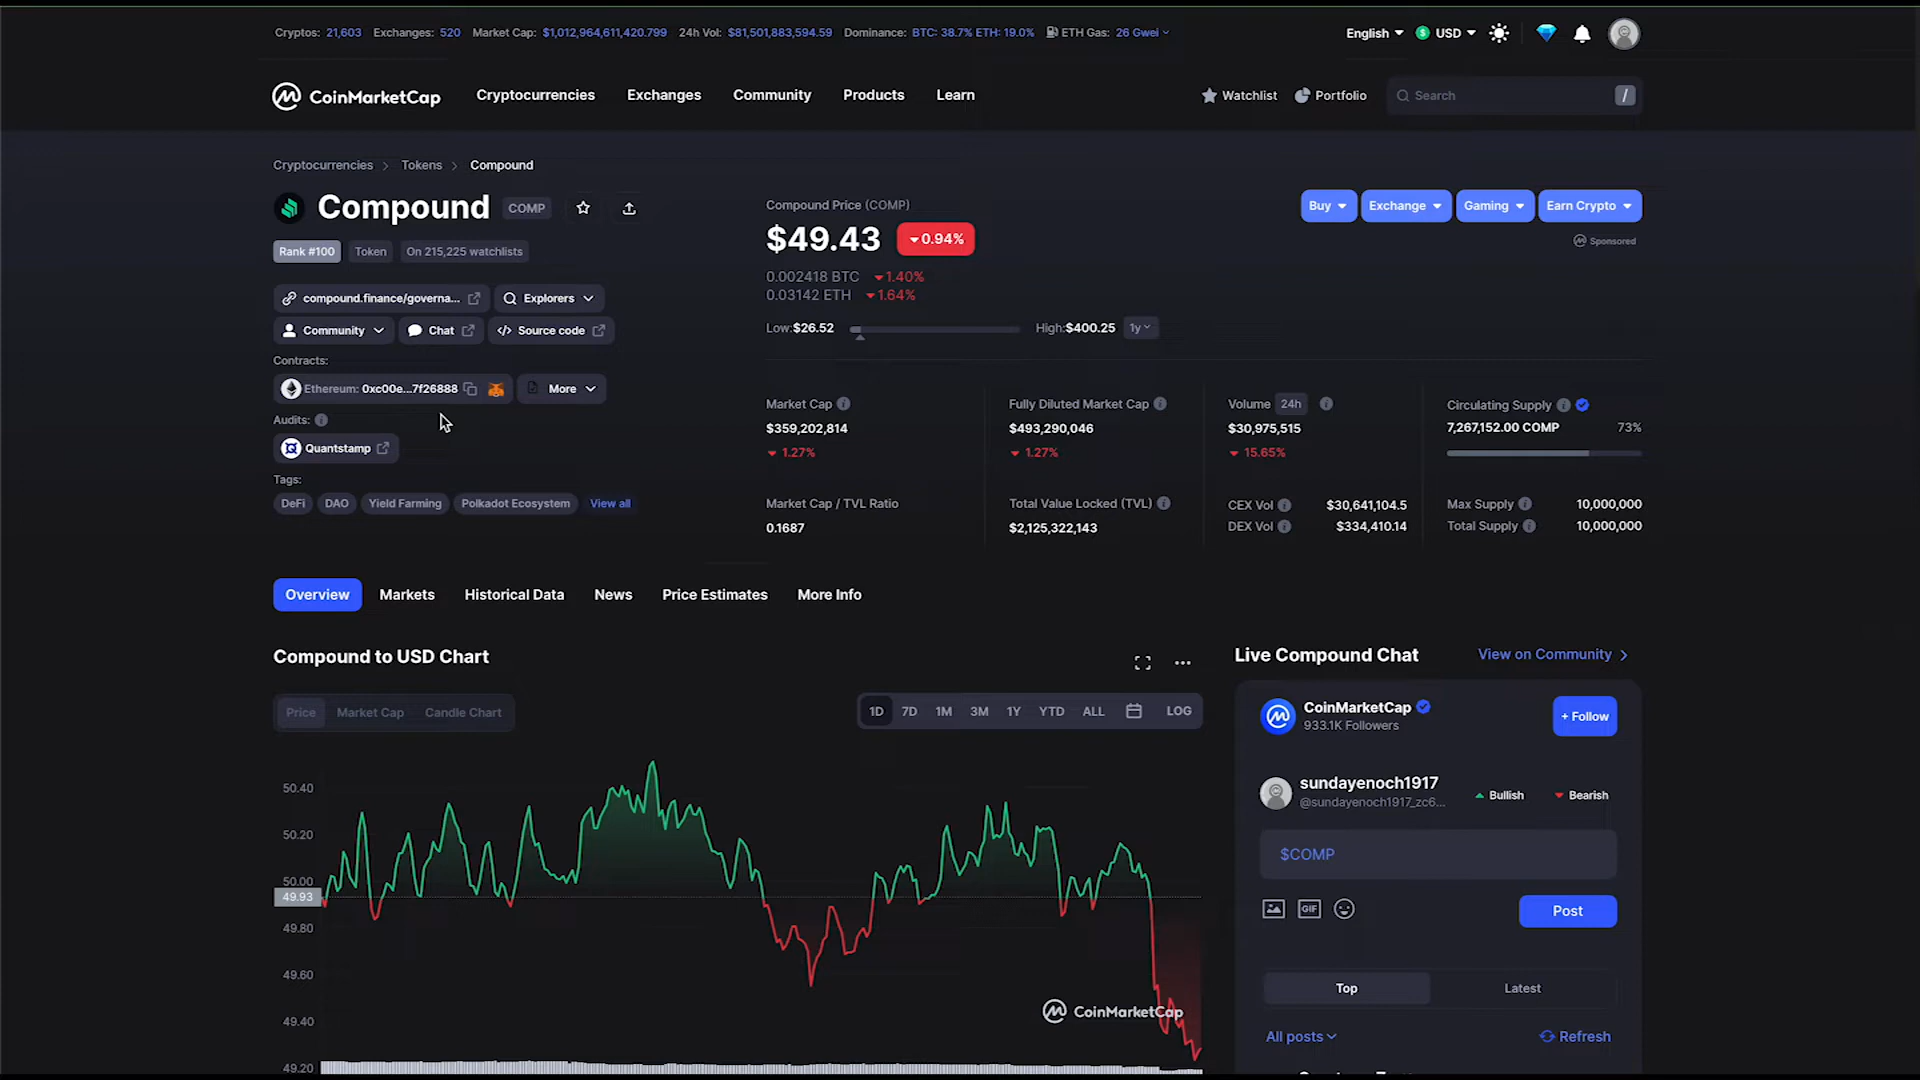 Cryptos: 21,603 Exchanges: 520 Market Cap: $1,012,964,611,420.799 24h Vol: $81,501,883,594.59 Dominance: BTC: 38.7% ETH: 19.0% ETH Gas: 26 Gwei
English USD
CoinMarketCap Cryptocurrencies Exchanges Community Products Learn Watchlist Portfolio Search /
Cryptocurrencies Tokens Compound
Compound COMP
Rank #100 Token On 215,225 watchlists
compound.finance/governa... Explorers
Community Chat Source code
Contracts:
Ethereum: 0xc00e...7f26888 More
Audits:
Quantstamp
Tags:
DeFi DAO Yield Farming Polkadot Ecosystem View all
Compound Price (COMP)
$49.43 0.94%
0.002418 BTC 1.40%
0.03142 ETH 1.64%
Low: $26.52 High: $400.25 1y
Buy Exchange Gaming Earn Crypto
Sponsored
Market Cap
$359,202,814
1.27%
Fully Diluted Market Cap
$493,290,046
1.27%
Volume 24h
$30,975,515
15.65%
Circulating Supply
7,267,152.00 COMP 73%
Market Cap / TVL Ratio
0.1687
Total Value Locked (TVL)
$2,125,322,143
CEX Vol $30,641,104.5
DEX Vol $334,410.14
Max Supply 10,000,000
Total Supply 10,000,000
Overview Markets Historical Data News Price Estimates More Info
Compound to USD Chart
Price Market Cap Candle Chart
1D 7D 1M 3M 1Y YTD ALL LOG
50.40
50.20
50.00
49.93
49.80
49.60
49.40
49.20
CoinMarketCap
Live Compound Chat View on Community
CoinMarketCap
933.1K Followers
+ Follow
sundayenoch1917
@sundayenoch1917_zc6...
Bullish Bearish
$COMP
GIF
Post
Top Latest
All posts Refresh